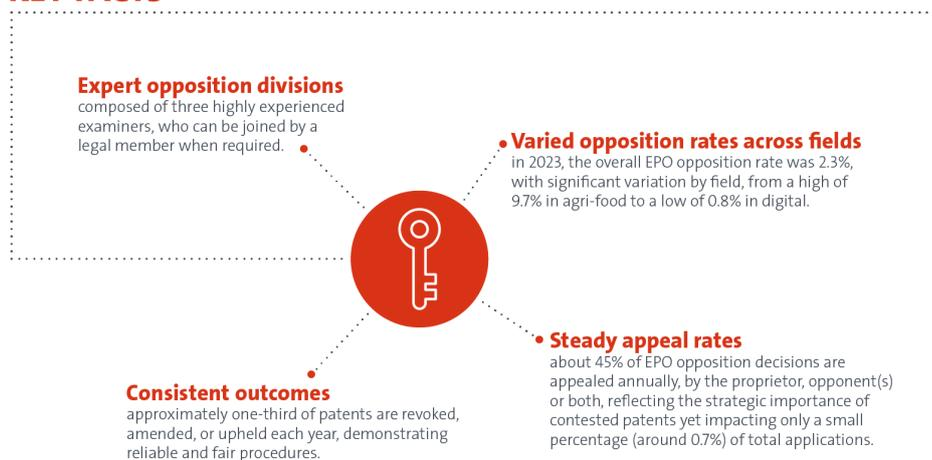 Expert opposition divisions
composed of three highly experienced
examiners, who can be joined by a
legal member when required.
Varied opposition rates across fields
in 2023, the overall EPO opposition rate was 2.3%,
with significant variation by field, from a high of
9.7% in agri-food to a low of 0.8% in digital.
Steady appeal rates
about 45% of EPO opposition decisions are
appealed annually, by the proprietor, opponent(s)
or both, reflecting the strategic importance of
contested patents yet impacting only a small
percentage (around 0.7%) of total applications.
Consistent outcomes
approximately one-third of patents are revoked,
amended, or upheld each year, demonstrating
reliable and fair procedures.